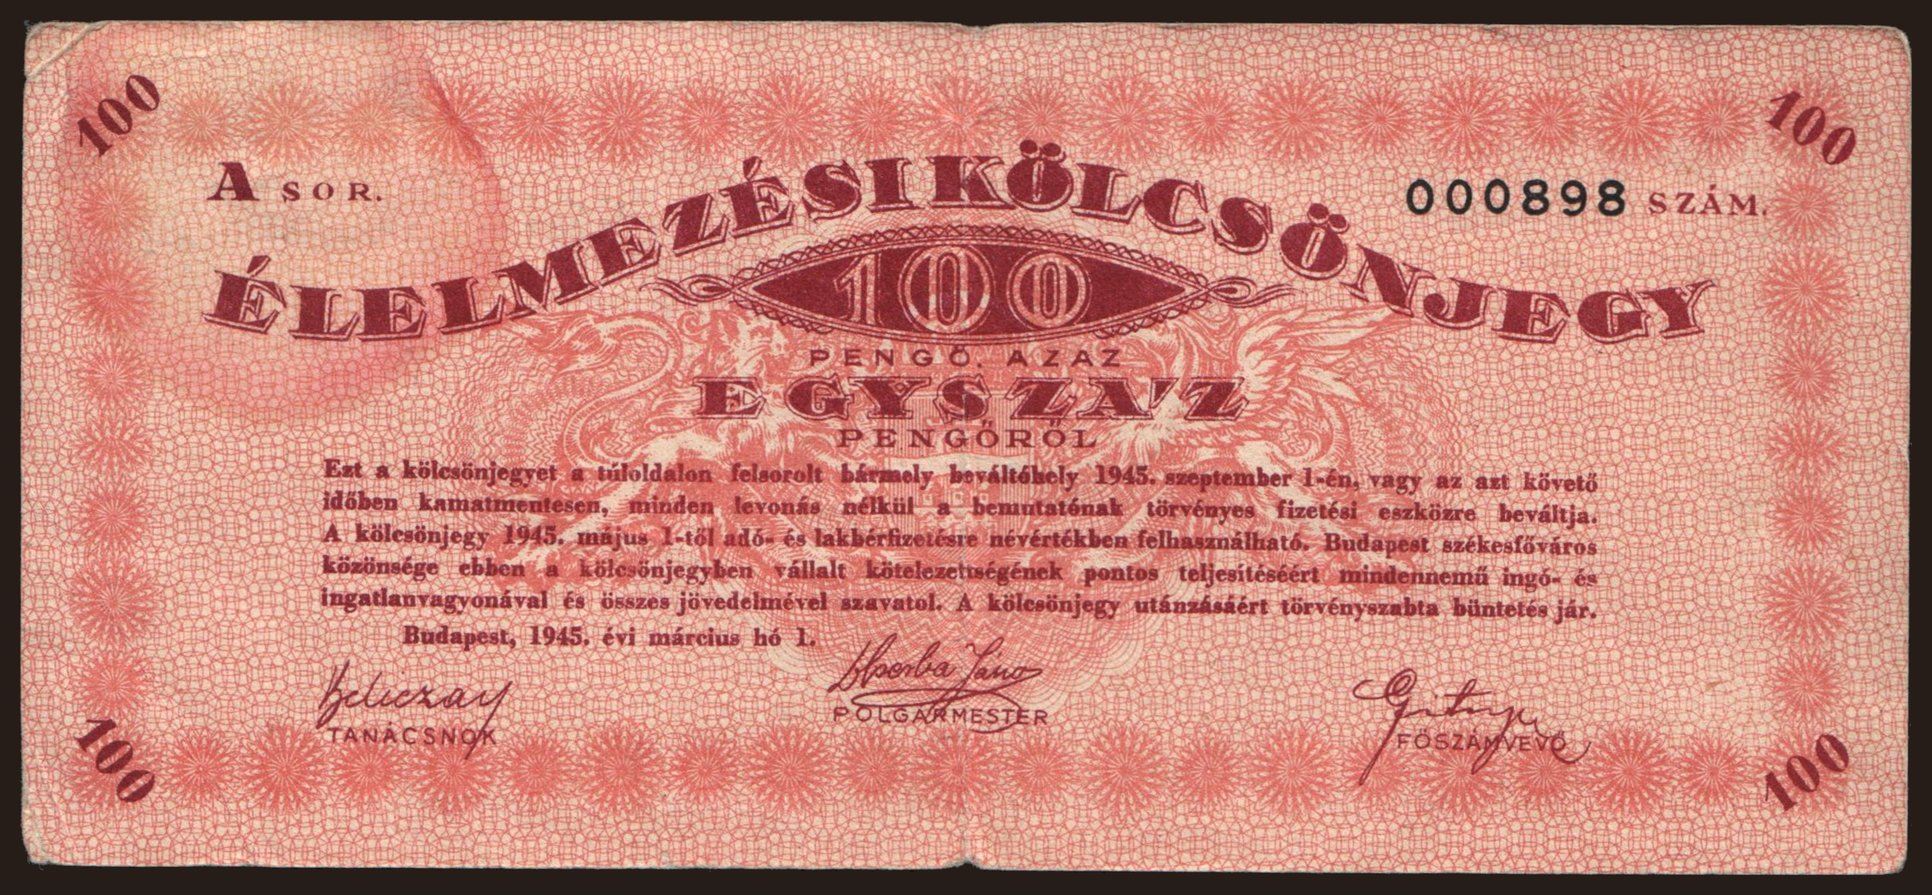 100
100
A SOR.
000898 SZÁM.
ÉLELMEZÉSI KÖLCSÖNJEGY
100
PENGŐ, AZAZ
EGYSZÁZ
PENGŐRŐL
Ezt a kölcsönjegyet a túloldalon felsorolt bármely beváltóhely 1945. szeptember 1-én, vagy az azt követő
időben kamatmentesen, minden levonás nélkül a bemutatónak törvényes fizetési eszközre beváltja.
A kölcsönjegy 1945. május 1-től adó- és lakbérfizetésre névértékben felhasználható. Budapest székesfőváros
közönsége ebben a kölcsönjegyben vállalt kötelezettségének pontos teljesítéséért mindennemű ingó- és
ingatlanvagyonával és összes jövedelmével szavatol. A kölcsönjegy utánzásáért törvényszabta büntetés jár.
Budapest, 1945. évi március hó 1.
Beliczay
Csorba János
TANÁCSNOK
POLGÁRMESTER
FŐSZÁMVEVŐ
100
100